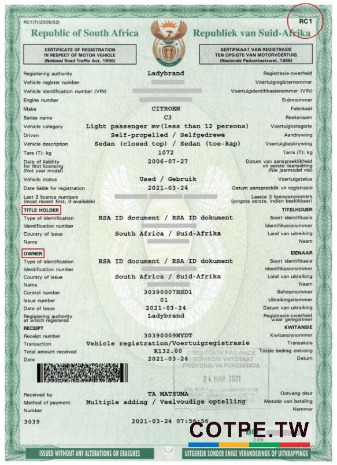 RC1
Republic of South Africa Republiek van Suid-Afrika
CERTIFICATE OF REGISTRATION IN RESPECT OF MOTOR VEHICLE
(National Road Traffic Act, 1996)
SERTIFIKAAT VAN REGISTRASIE TEN OPSIGTE VAN MOTORVOERTUIG
(Nasionale Padverkeerswet, 1996)
Registering authority Ladybrand Registrasie-owerheid
Vehicle register number Voertuigregisternommer
Vehicle identification number (VIN) Voertuigidentifikasienommer (VIN)
Engine number Enjinnommer
Make CITROEN Fabrikaat
Series name C3 Reeksnaam
Vehicle category Light passenger mv(less than 12 persons) Voertuigkategorie
Driven Self-propelled / Selfgedrewe Aandrywing
Vehicle description Sedan (closed top) / Sedan (toe-kap) Voertuigbeskrywing
Tare (T): kg 1072 Tarra (T): kg
Date of liability for first licensing (Not year model) 2006-07-27 Datum van aanspreeklikheid vir eerste lisensiëring (Nie jaarmodel)
Vehicle status Used / Gebruik Voertuigstatus
Date liable for registration 2021-03-24 Datum aanspreeklik vir registrasie
Last 3 licence numbers (most recent first, if available) Laaste 3 lisensienommers (jongste eerste, indien beskikbaar)
TITLE HOLDER TITELHOUER
Type of identification RSA ID document / RSA ID dokument Soort identifikasie
Identification number Identifikasienommer
Country of issue South Africa / Suid-Afrika Land van uitreiking
Name Naam
OWNER EIENAAR
Type of identification RSA ID document / RSA ID dokument Soort identifikasie
Identification number Identifikasienommer
Country of issue South Africa / Suid-Afrika Land van uitreiking
Name Naam
Control number 30390007HSD1 Beheernommer
Issue number 01 Uitreikingsnommer
Date of issue 2021-03-24 Datum van uitreiking
Registering authority at which registered Ladybrand Registrasie-owerheid waar geregistreer
RECEIPT KWITANSIE
Receipt number 30390009NYDT Kwitansienommer
Transaction Vehicle registration/Voertuigregistrasie Transaksie
Total amount received R132.00 Totale bedrag ontvang
Date 2021-03-24 Datum
24 MAR 2021
Received by TA MATSUMA Ontvang deur
Method of payment Multiple adding / Veelvoudige optelling Metode van betaling
Number Nommer
3039 2021-03-24 07:56:56
COTPE.TW
ISSUED WITHOUT ANY ALTERATIONS OR ERASURES UITGEREIK SONDER ENIGE VERANDERINGS OF UITKRAPPINGS